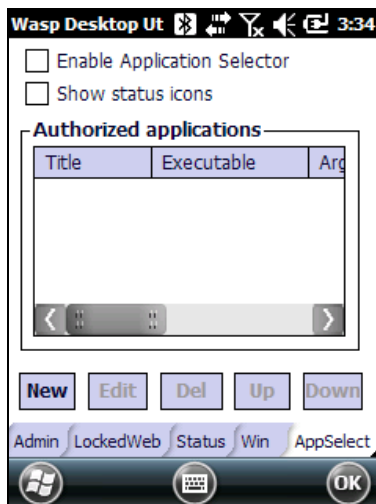 Wasp Desktop Ut 3:34
Enable Application Selector
Show status icons
Authorized applications
Title Executable Arg
New Edit Del Up Down
Admin LockedWeb Status Win AppSelect
OK